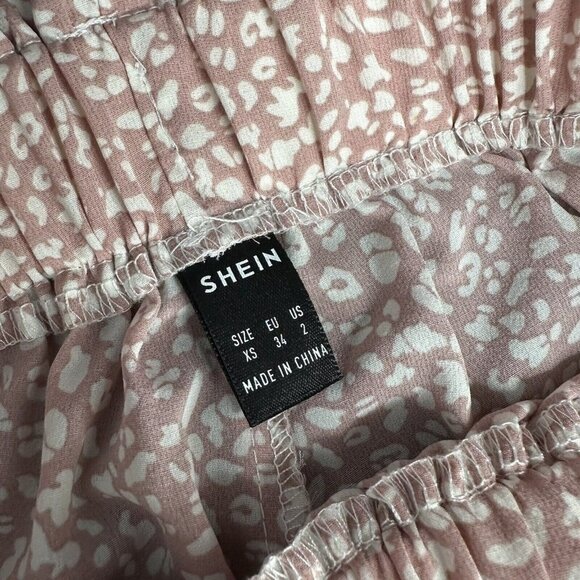 SHEIN
SIZE EU US
XS 34 2
MADE IN CHINA